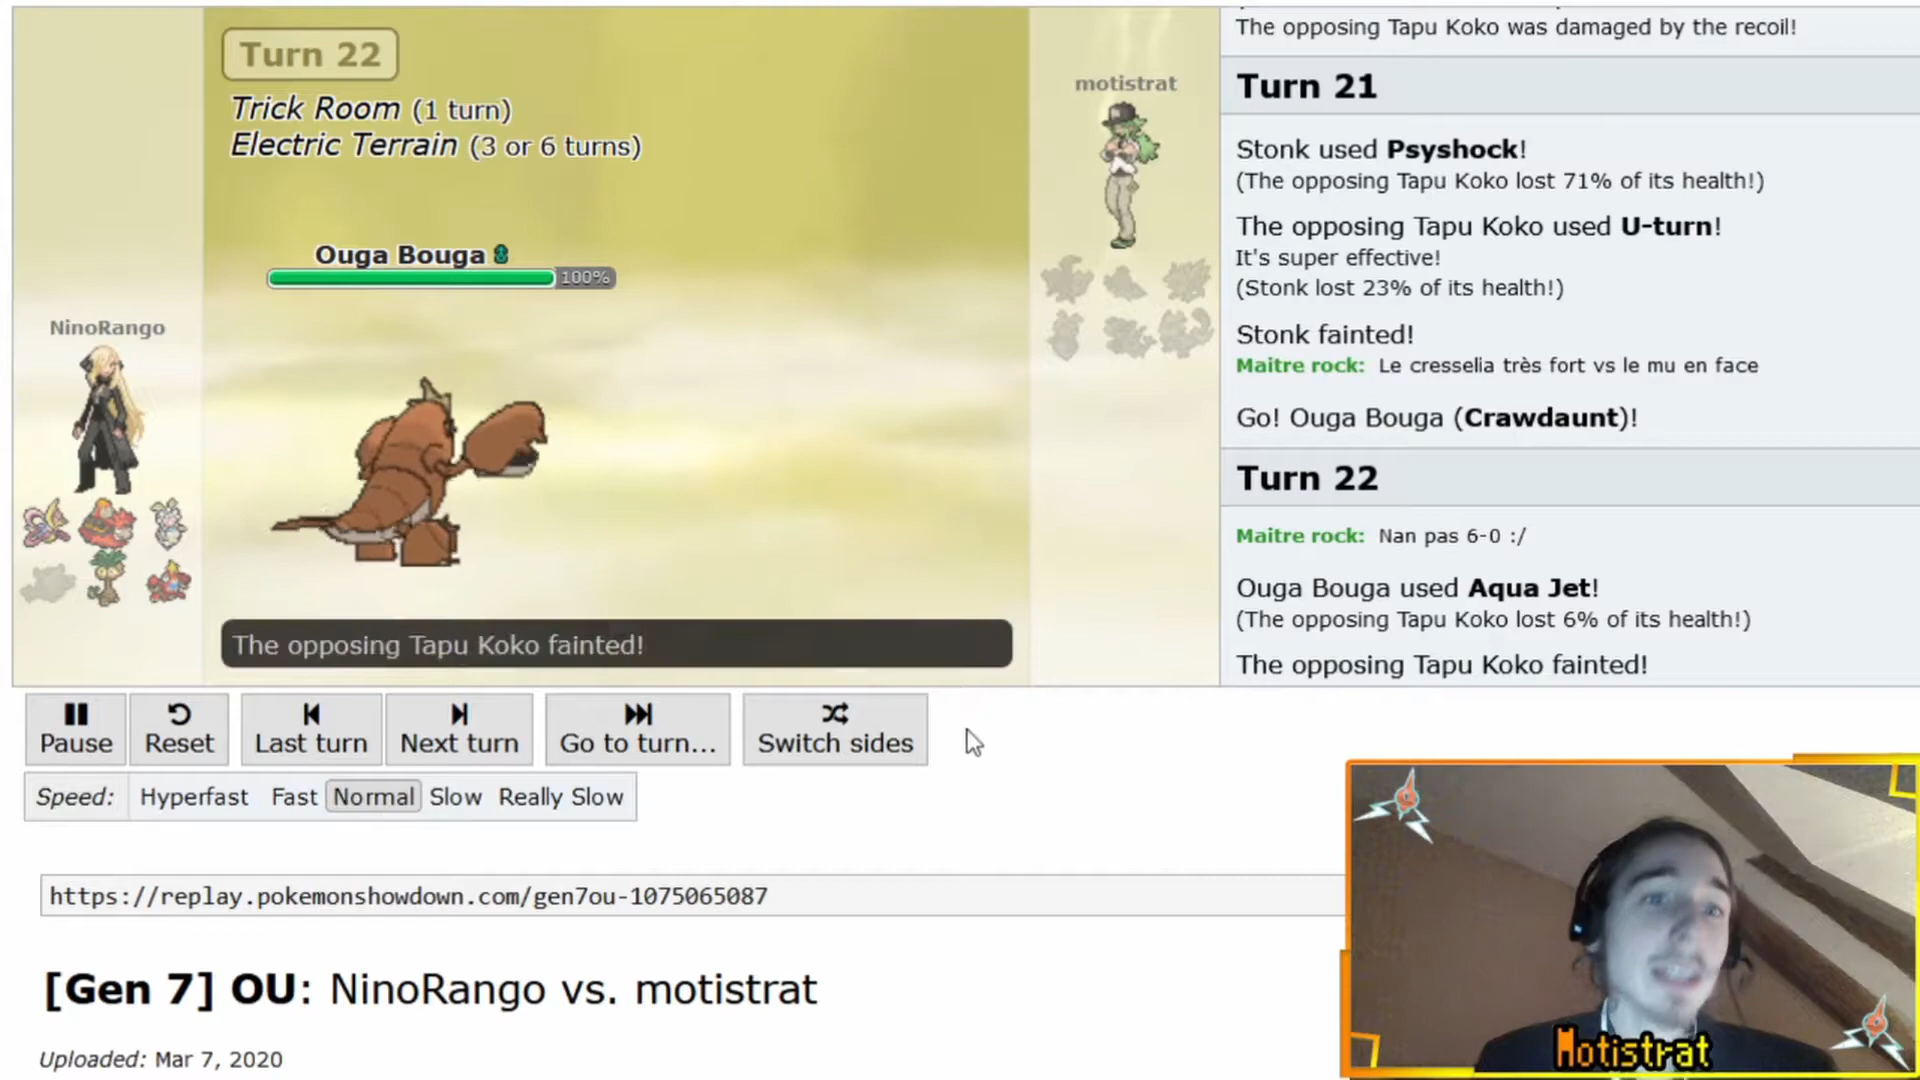 Turn 22
Trick Room (1 turn)
Electric Terrain (3 or 6 turns)
Ouga Bouga
100%
NinoRango
motistrat
The opposing Tapu Koko fainted!
The opposing Tapu Koko was damaged by the recoil!
Turn 21
Stonk used Psyshock!
(The opposing Tapu Koko lost 71% of its health!)
The opposing Tapu Koko used U-turn!
It's super effective!
(Stonk lost 23% of its health!)
Stonk fainted!
Maitre rock: Le cresselia très fort vs le mu en face
Go! Ouga Bouga (Crawdaunt)!
Turn 22
Maitre rock: Nan pas 6-0 :/
Ouga Bouga used Aqua Jet!
(The opposing Tapu Koko lost 6% of its health!)
The opposing Tapu Koko fainted!
Pause Reset Last turn Next turn Go to turn... Switch sides
Speed: Hyperfast Fast Normal Slow Really Slow
https://replay.pokemonshowdown.com/gen7ou-1075065087
[Gen 7] OU: NinoRango vs. motistrat
Uploaded: Mar 7, 2020
Motistrat